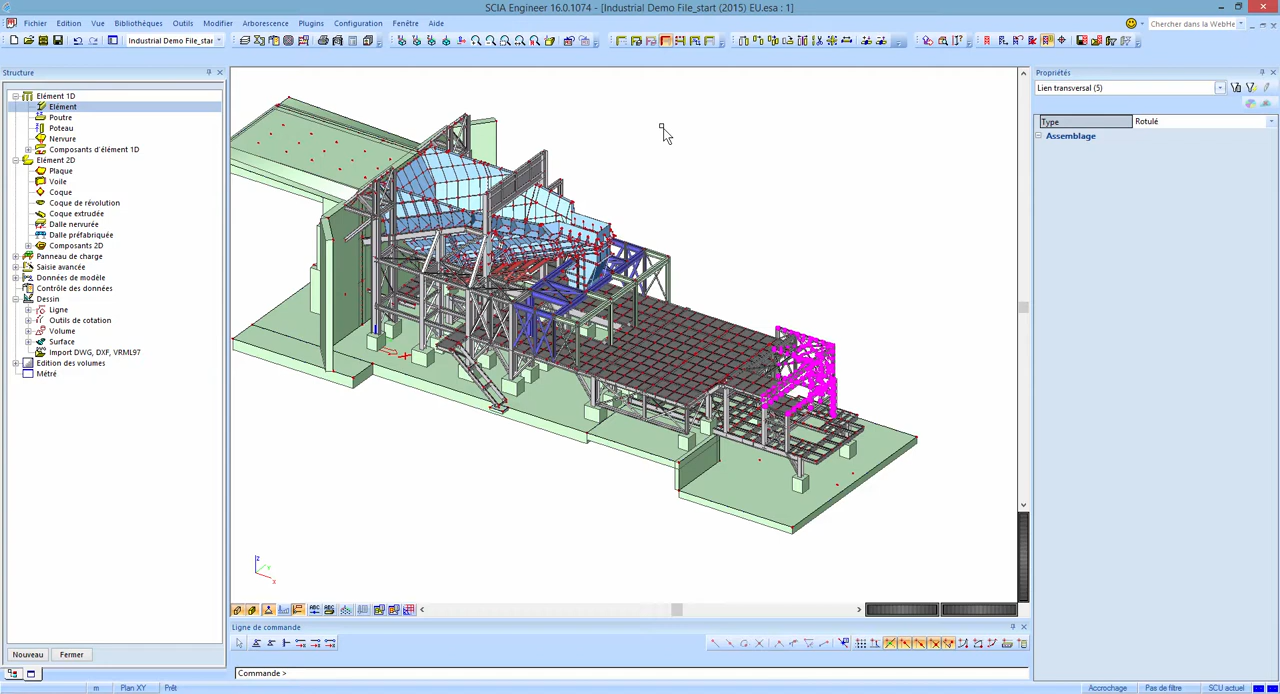 SCIA Engineer 16.0.1074 - [Industrial Demo File_start (2015) EU.esa : 1]
Fichier Edition Vue Bibliothèques Outils Modifier Arborescence Plugins Configuration Fenêtre Aide
Chercher dans la WebHe
Industrial Demo File_star
Structure
Elément 1D
Elément
Poutre
Poteau
Nervure
Composants d'élément 1D
Elément 2D
Plaque
Voile
Coque
Coque de révolution
Coque extrudée
Dalle nervurée
Dalle préfabriquée
Composants 2D
Panneau de charge
Saisie avancée
Données de modèle
Contrôle des données
Dessin
Ligne
Outils de cotation
Volume
Surface
Import DWG, DXF, VRML97
Edition des volumes
Métré
Nouveau Fermer
Propriétés
Lien transversal (5)
Type Rotulé
Assemblage
X
z
Y
x
Ligne de commande
Commande >
m Plan XY Prêt Accrochage Pas de filtre SCU actuel